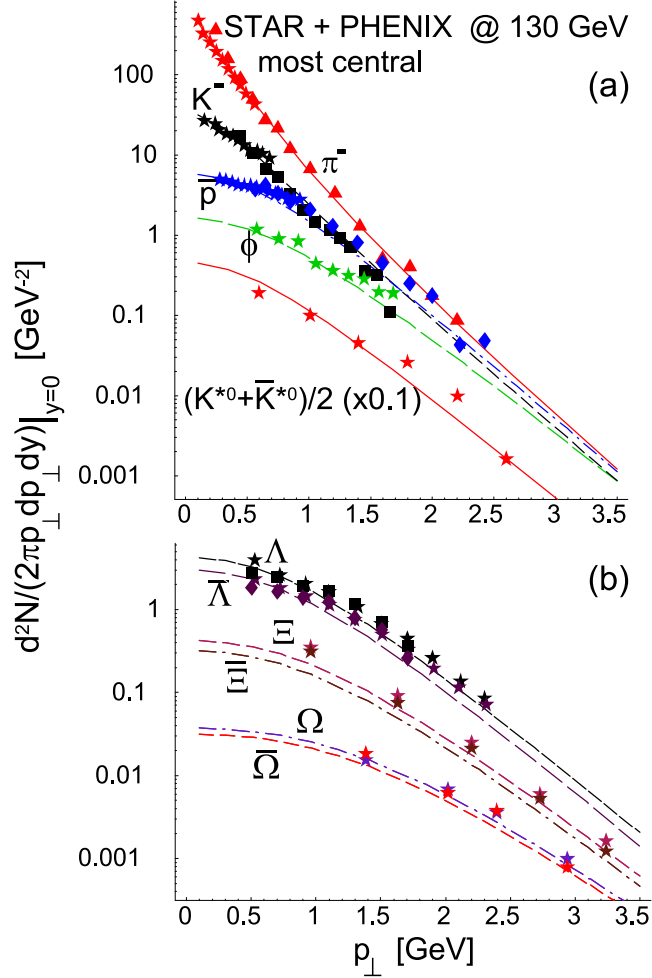 STAR + PHENIX @ 130 GeV
most central
(a)
100
10
1
0.1
0.01
0.001
K⁻
π⁻
p̅
ϕ
(K*⁰+K̅*⁰)/2 (x0.1)
0 0.5 1 1.5 2 2.5 3 3.5
d²N/(2πp⊥ dp⊥ dy)|y=0 [GeV⁻²]
(b)
1
0.1
0.01
0.001
Λ
Λ̅
Ξ
Ξ̅
Ω
Ω̅
0 0.5 1 1.5 2 2.5 3 3.5
p⊥ [GeV]